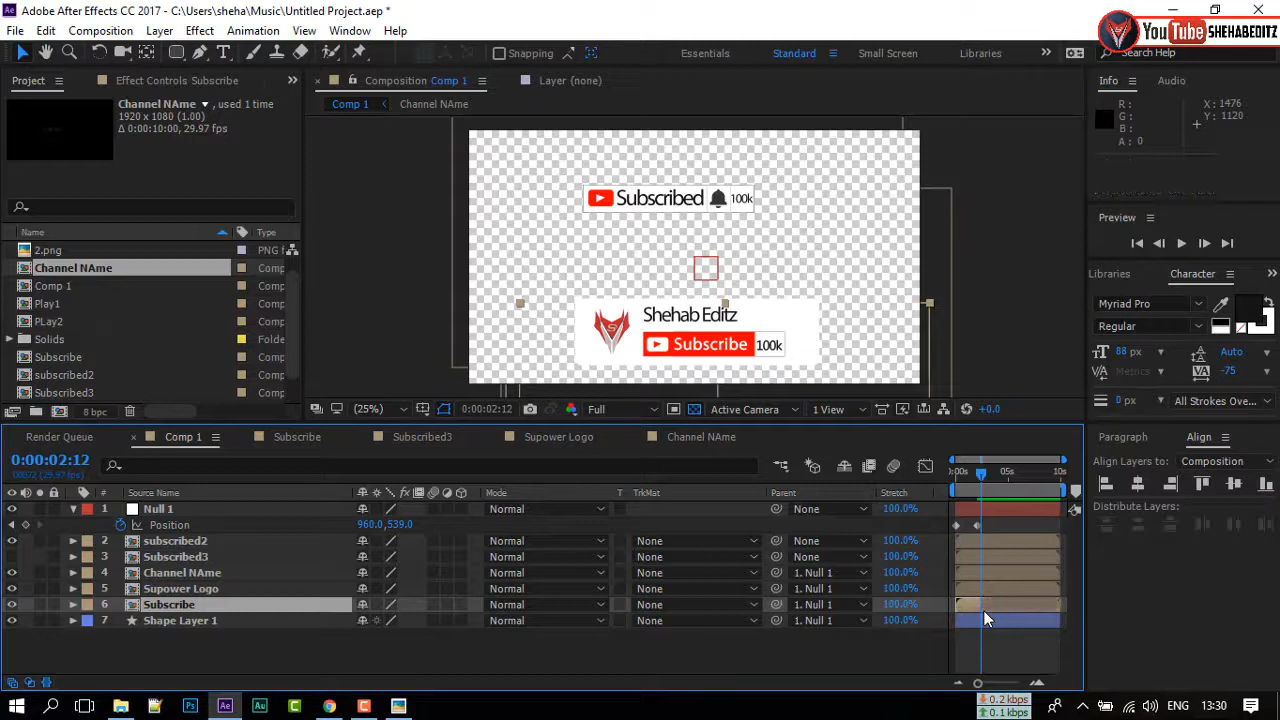 Adobe After Effects CC 2017 - C:\Users\sheha\Music\Untitled Project.aep *
YouTube SHEHABEDITZ
File Edit Composition Layer Effect Animation View Window Help
Snapping Essentials Standard Small Screen Libraries Search Help
Project Effect Controls Subscribe Composition Comp 1 Layer (none) Info Audio
Channel NAme , used 1 time
1920 x 1080 (1.00)
Δ 0:00:10:00, 29.97 fps
Comp 1 Channel NAme
R :
G :
B :
A : 0
X : 1476
Y : 1120
Name Type
2.png PNG f
Channel NAme Comp
Comp 1 Comp
Play1 Comp
PLay2 Comp
Solids Folde
Subscribe Comp
subscribed2 Comp
Subscribed3 Comp
8 bpc
Subscribed 100k
Shehab Editz
Subscribe 100k
(25%) 0:00:02:12 Full Active Camera 1 View +0.0
Preview
Libraries Character
Myriad Pro
Regular
88 px Auto
Metrics -75
0 px All Strokes Ove...
Render Queue Comp 1 Subscribe Subscribed3 Supower Logo Channel NAme
Paragraph Align
0:00:02:12
00072 (29.97 fps)
:00s 05s 10s
Align Layers to: Composition
Distribute Layers:
# Source Name Mode T TrkMat Parent Stretch
1 Null 1 Normal None 100.0%
Position 960.0,539.0
2 subscribed2 Normal None None 100.0%
3 Subscribed3 Normal None None 100.0%
4 Channel NAme Normal None 1. Null 1 100.0%
5 Supower Logo Normal None 1. Null 1 100.0%
6 Subscribe Normal None 1. Null 1 100.0%
7 Shape Layer 1 Normal None 1. Null 1 100.0%
0.2 kbps
0.1 kbps
ENG 13:30